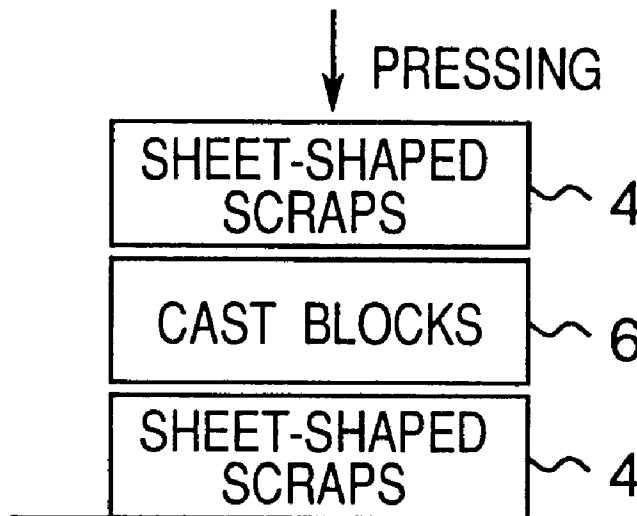 PRESSING
SHEET-SHAPED
SCRAPS
4
CAST BLOCKS
6
SHEET-SHAPED
SCRAPS
4